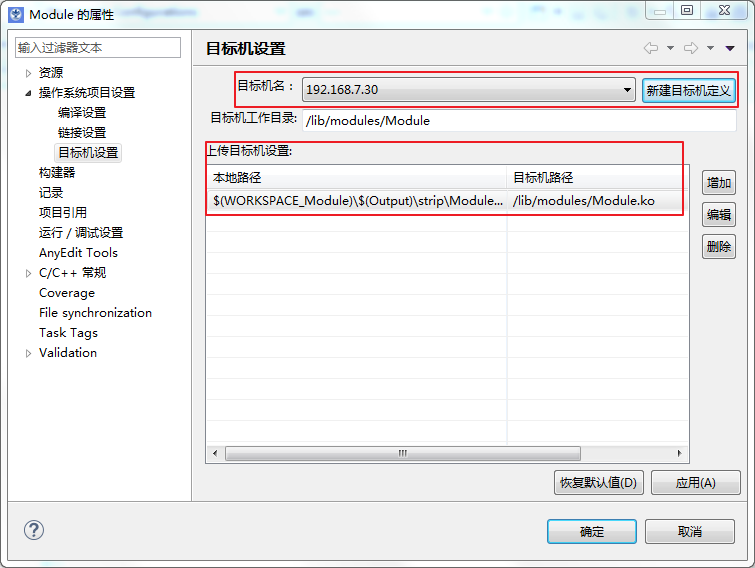 Module 的属性
输入过滤器文本
资源
操作系统项目设置
编译设置
链接设置
目标机设置
构建器
记录
项目引用
运行 / 调试设置
AnyEdit Tools
C/C++ 常规
Coverage
File synchronization
Task Tags
Validation
目标机设置
目标机名： 192.168.7.30 新建目标机定义
目标机工作目录: /lib/modules/Module
上传目标机设置:
本地路径 目标机路径
$(WORKSPACE_Module)\$(Output)\strip\Module... /lib/modules/Module.ko
增加
编辑
删除
恢复默认值(D) 应用(A)
确定 取消